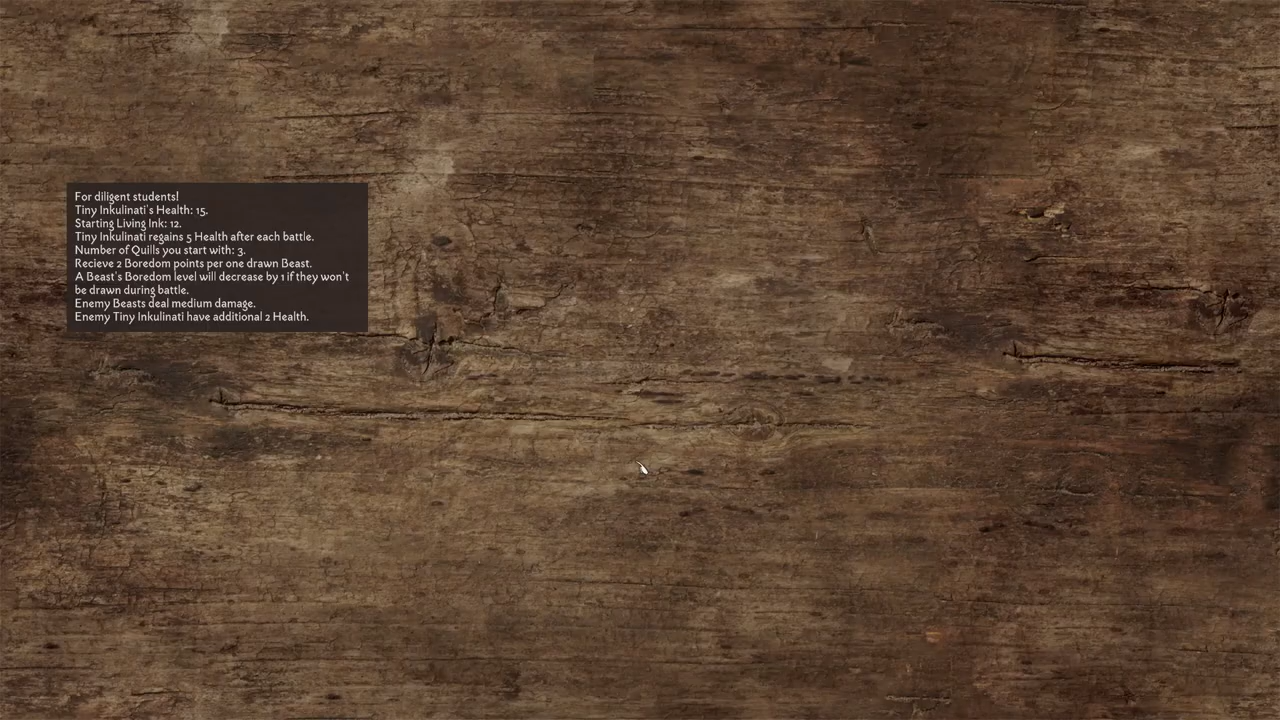 For diligent students!
Tiny Inkulinati's Health: 15.
Starting Living Ink: 12.
Tiny Inkulinati regains 5 Health after each battle.
Number of Quills you start with: 3.
Recieve 2 Boredom points per one drawn Beast.
A Beast's Boredom level will decrease by 1 if they won't
be drawn during battle.
Enemy Beasts deal medium damage.
Enemy Tiny Inkulinati have additional 2 Health.